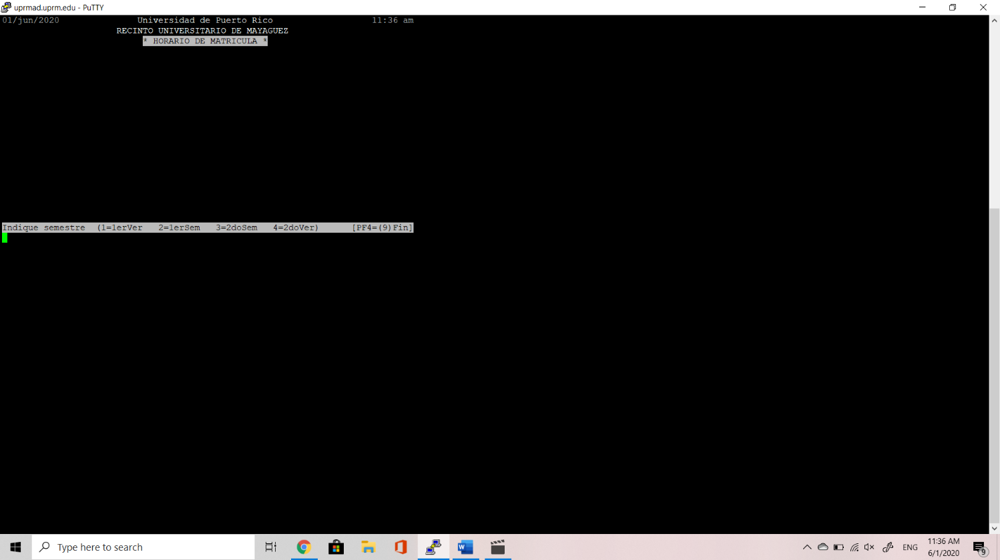 uprmad.uprm.edu - PuTTY
01/jun/2020 Universidad de Puerto Rico 11:36 am
RECINTO UNIVERSITARIO DE MAYAGUEZ
* HORARIO DE MATRICULA *
Indique semestre (1=1erVer 2=1erSem 3=2doSem 4=2doVer) [PF4=(9)Fin]
Type here to search
ENG
11:36 AM
6/1/2020
9